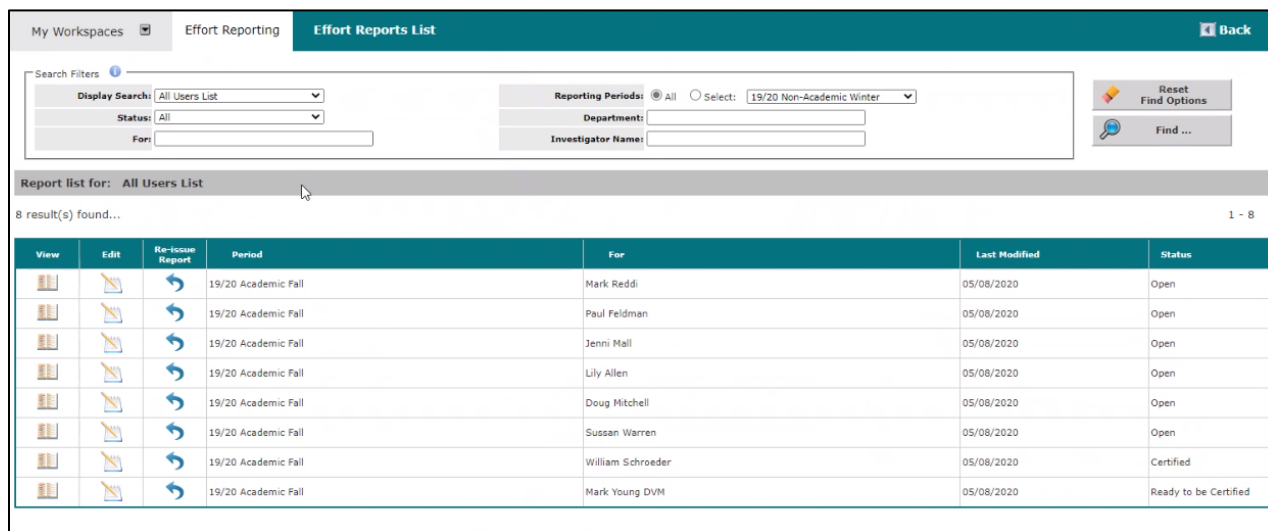 My Workspaces Effort Reporting Effort Reports List Back
Search Filters
Display Search: All Users List Reporting Periods: All Select: 19/20 Non-Academic Winter Reset Find Options
Status: All Department:
For: Investigator Name: Find ...
Report list for: All Users List
8 result(s) found... 1 - 8
View Edit Re-issue Report Period For Last Modified Status
19/20 Academic Fall Mark Reddi 05/08/2020 Open
19/20 Academic Fall Paul Feldman 05/08/2020 Open
19/20 Academic Fall Jenni Mall 05/08/2020 Open
19/20 Academic Fall Lily Allen 05/08/2020 Open
19/20 Academic Fall Doug Mitchell 05/08/2020 Open
19/20 Academic Fall Sussan Warren 05/08/2020 Open
19/20 Academic Fall William Schroeder 05/08/2020 Certified
19/20 Academic Fall Mark Young DVM 05/08/2020 Ready to be Certified